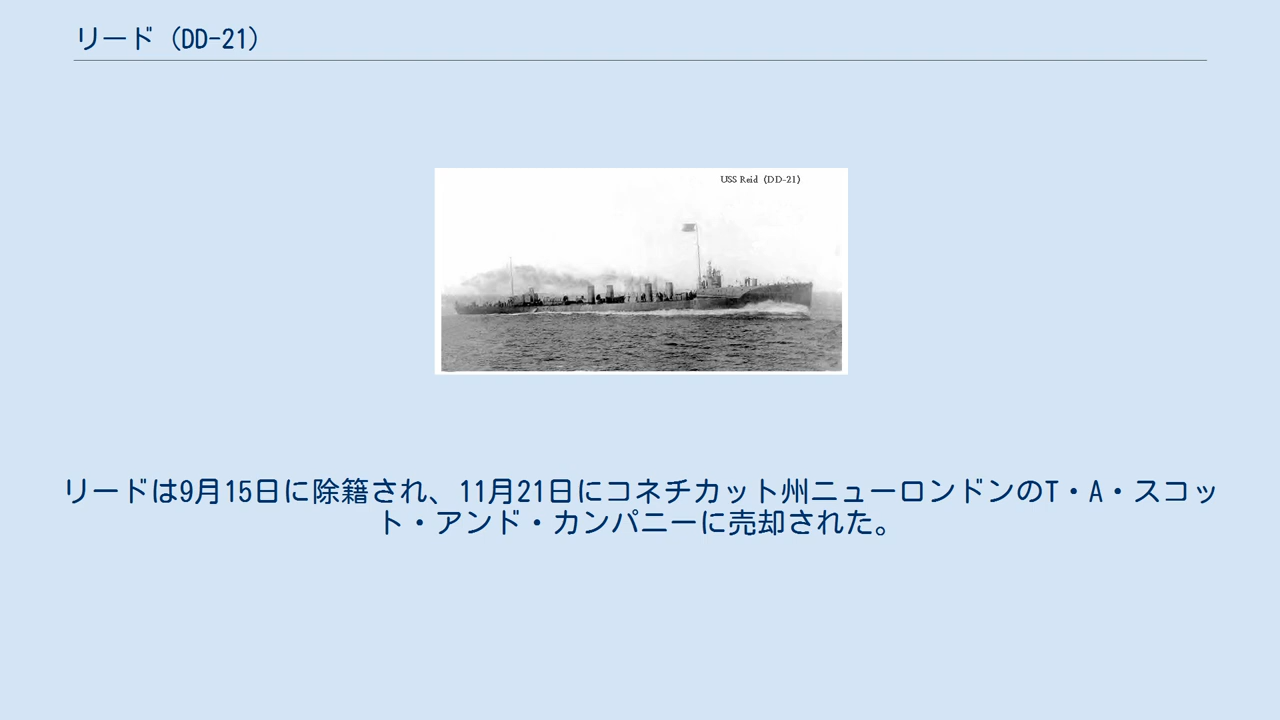 リード（DD-21）
USS Reid (DD-21)
リードは9月15日に除籍され、11月21日にコネチカット州ニューロンドンのT・A・スコッ
ト・アンド・カンパニーに売却された。